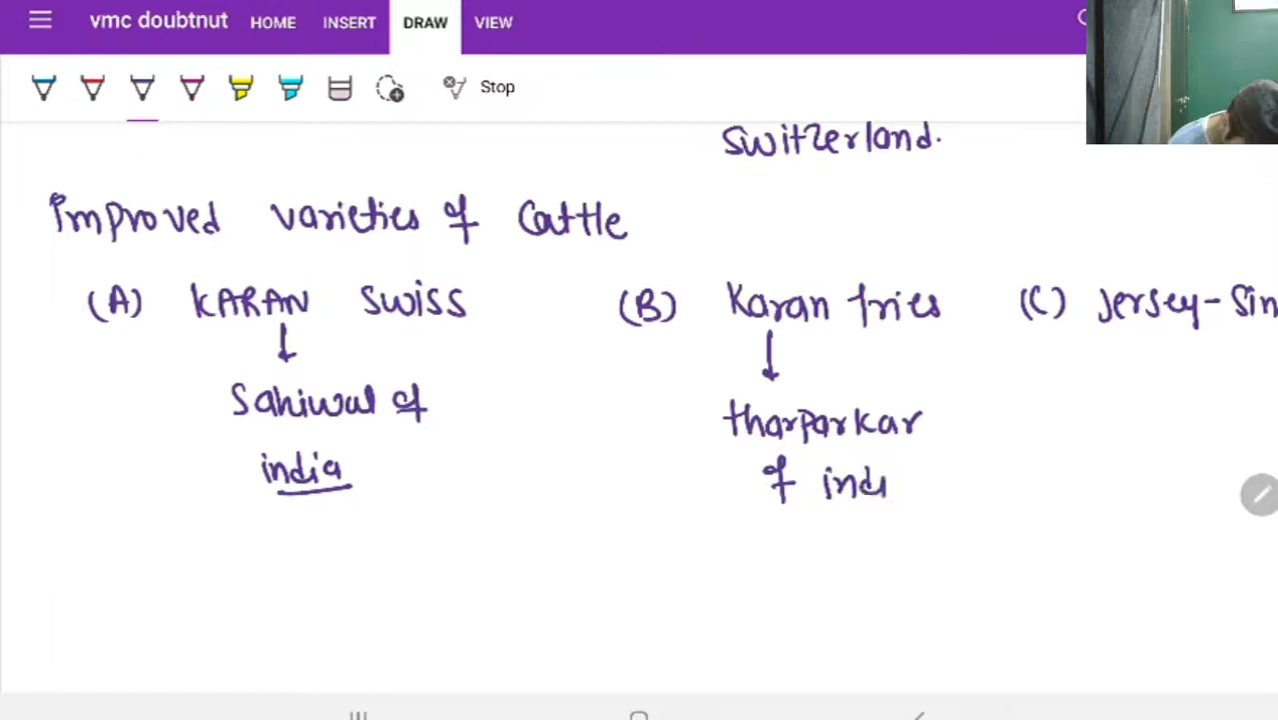 vmc doubtnut HOME INSERT DRAW VIEW
Stop
Switzerland.
Improved varieties of Cattle
(A) KARAN SWISS (B) Karan fries (C) Jersey-Sin
Sahiwal of
india
tharparkar
of indi